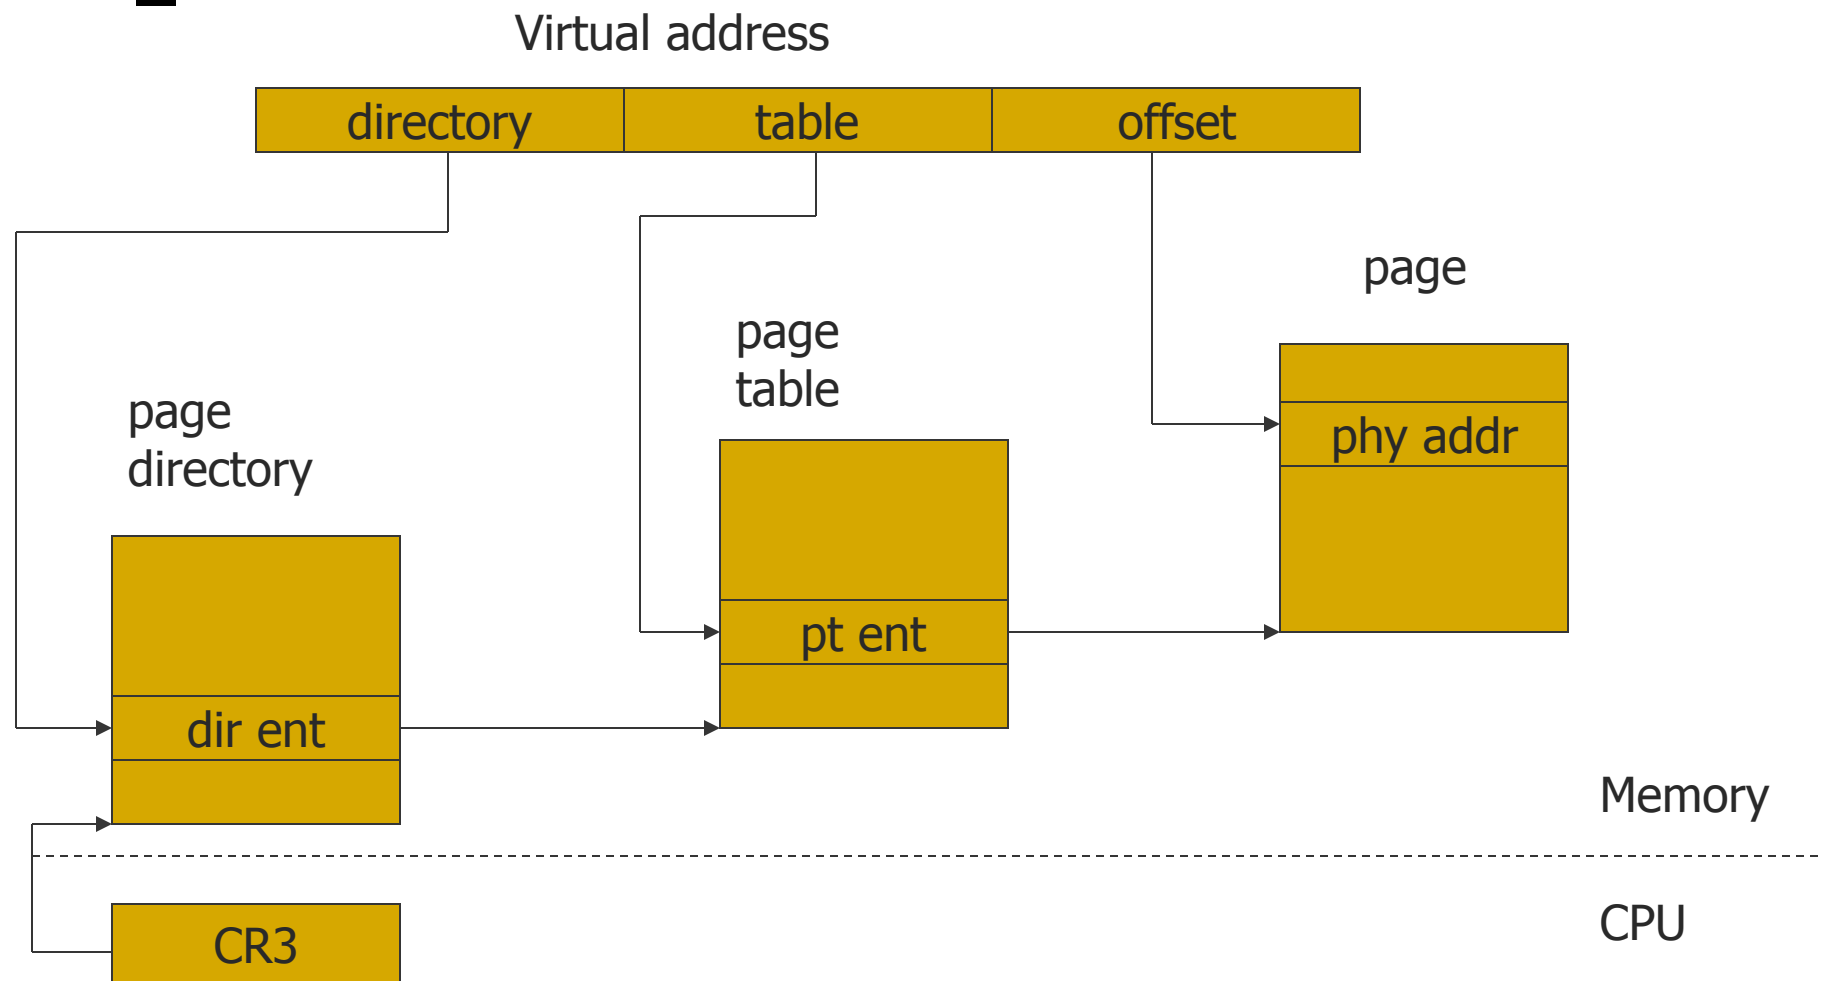 Virtual address
directory
table
offset
page
page
table
page
directory
phy addr
pt ent
dir ent
Memory
CPU
CR3